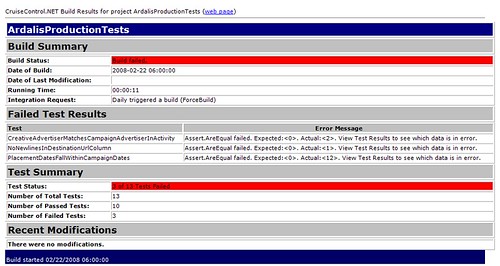 CruiseControl.NET Build Results for project ArdalisProductionTests (web page)
ArdalisProductionTests
Build Summary
Build Status: Build failed.
Date of Build: 2008-02-22 06:00:00
Date of Last Modification:
Running Time: 00:00:11
Integration Request: Daily triggered a build (ForceBuild)
Failed Test Results
Test Error Message
CreativeAdvertiserMatchesCampaignAdvertiserInActivity Assert.AreEqual failed. Expected:<0>. Actual:<2>. View Test Results to see which data is in error.
NoNewlinesInDestinationUrlColumn Assert.AreEqual failed. Expected:<0>. Actual:<1>. View Test Results to see which data is in error.
PlacementDatesFallWithinCampaignDates Assert.AreEqual failed. Expected:<0>. Actual:<12>. View Test Results to see which data is in error.
Test Summary
Test Status: 3 of 13 Tests Failed
Number of Total Tests: 13
Number of Passed Tests: 10
Number of Failed Tests: 3
Recent Modifications
There were no modifications.
Build started 02/22/2008 06:00:00